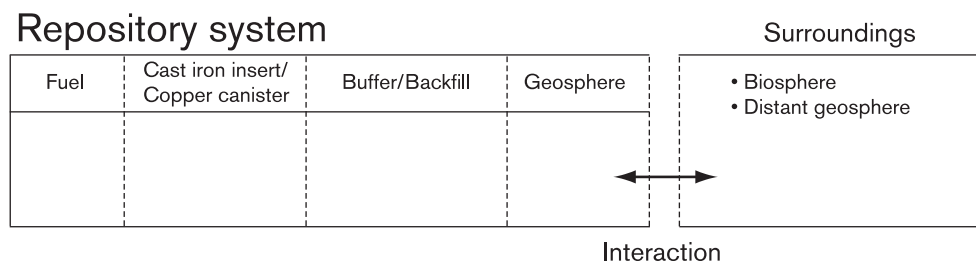 Repository system
Surroundings
Fuel
Cast iron insert/
Copper canister
Buffer/Backfill
Geosphere
• Biosphere
• Distant geosphere
Interaction